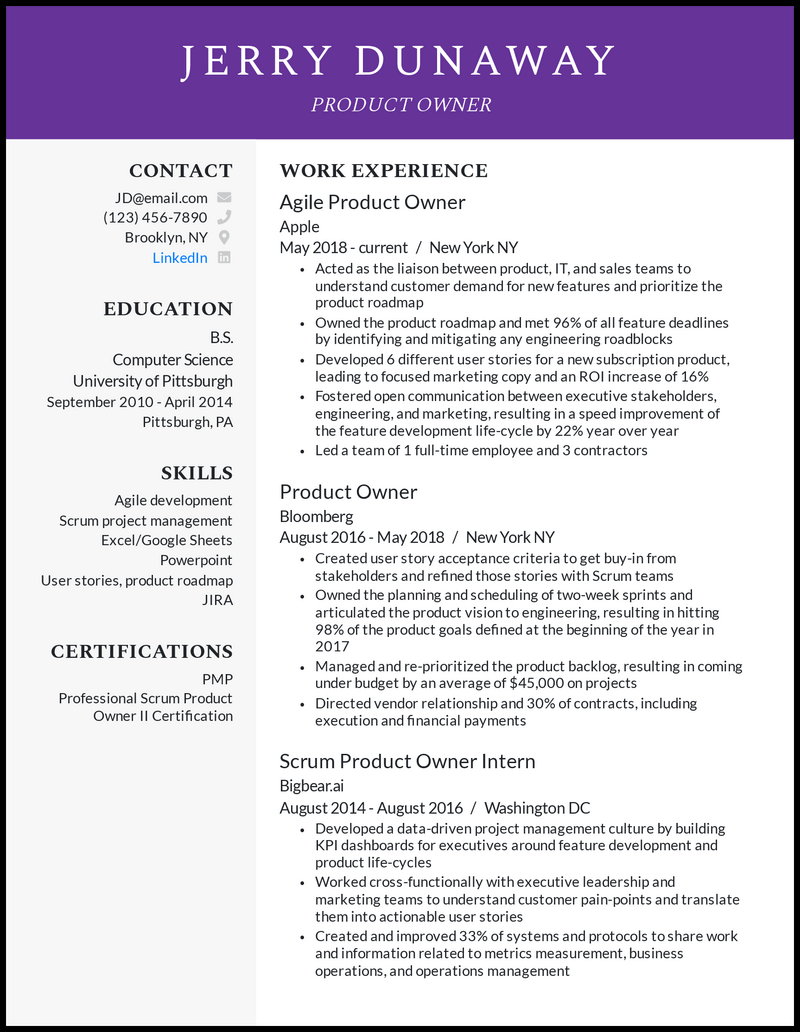 JERRY DUNAWAY
PRODUCT OWNER
CONTACT
JD@email.com
(123) 456-7890
Brooklyn, NY
LinkedIn
EDUCATION
B.S.
Computer Science
University of Pittsburgh
September 2010 - April 2014
Pittsburgh, PA
SKILLS
Agile development
Scrum project management
Excel/Google Sheets
Powerpoint
User stories, product roadmap
JIRA
CERTIFICATIONS
PMP
Professional Scrum Product
Owner II Certification
WORK EXPERIENCE
Agile Product Owner
Apple
May 2018 - current / New York NY
• Acted as the liaison between product, IT, and sales teams to
understand customer demand for new features and prioritize the
product roadmap
• Owned the product roadmap and met 96% of all feature deadlines
by identifying and mitigating any engineering roadblocks
• Developed 6 different user stories for a new subscription product,
leading to focused marketing copy and an ROI increase of 16%
• Fostered open communication between executive stakeholders,
engineering, and marketing, resulting in a speed improvement of
the feature development life-cycle by 22% year over year
• Led a team of 1 full-time employee and 3 contractors
Product Owner
Bloomberg
August 2016 - May 2018 / New York NY
• Created user story acceptance criteria to get buy-in from
stakeholders and refined those stories with Scrum teams
• Owned the planning and scheduling of two-week sprints and
articulated the product vision to engineering, resulting in hitting
98% of the product goals defined at the beginning of the year in
2017
• Managed and re-prioritized the product backlog, resulting in coming
under budget by an average of $45,000 on projects
• Directed vendor relationship and 30% of contracts, including
execution and financial payments
Scrum Product Owner Intern
Bigbear.ai
August 2014 - August 2016 / Washington DC
• Developed a data-driven project management culture by building
KPI dashboards for executives around feature development and
product life-cycles
• Worked cross-functionally with executive leadership and
marketing teams to understand customer pain-points and translate
them into actionable user stories
• Created and improved 33% of systems and protocols to share work
and information related to metrics measurement, business
operations, and operations management